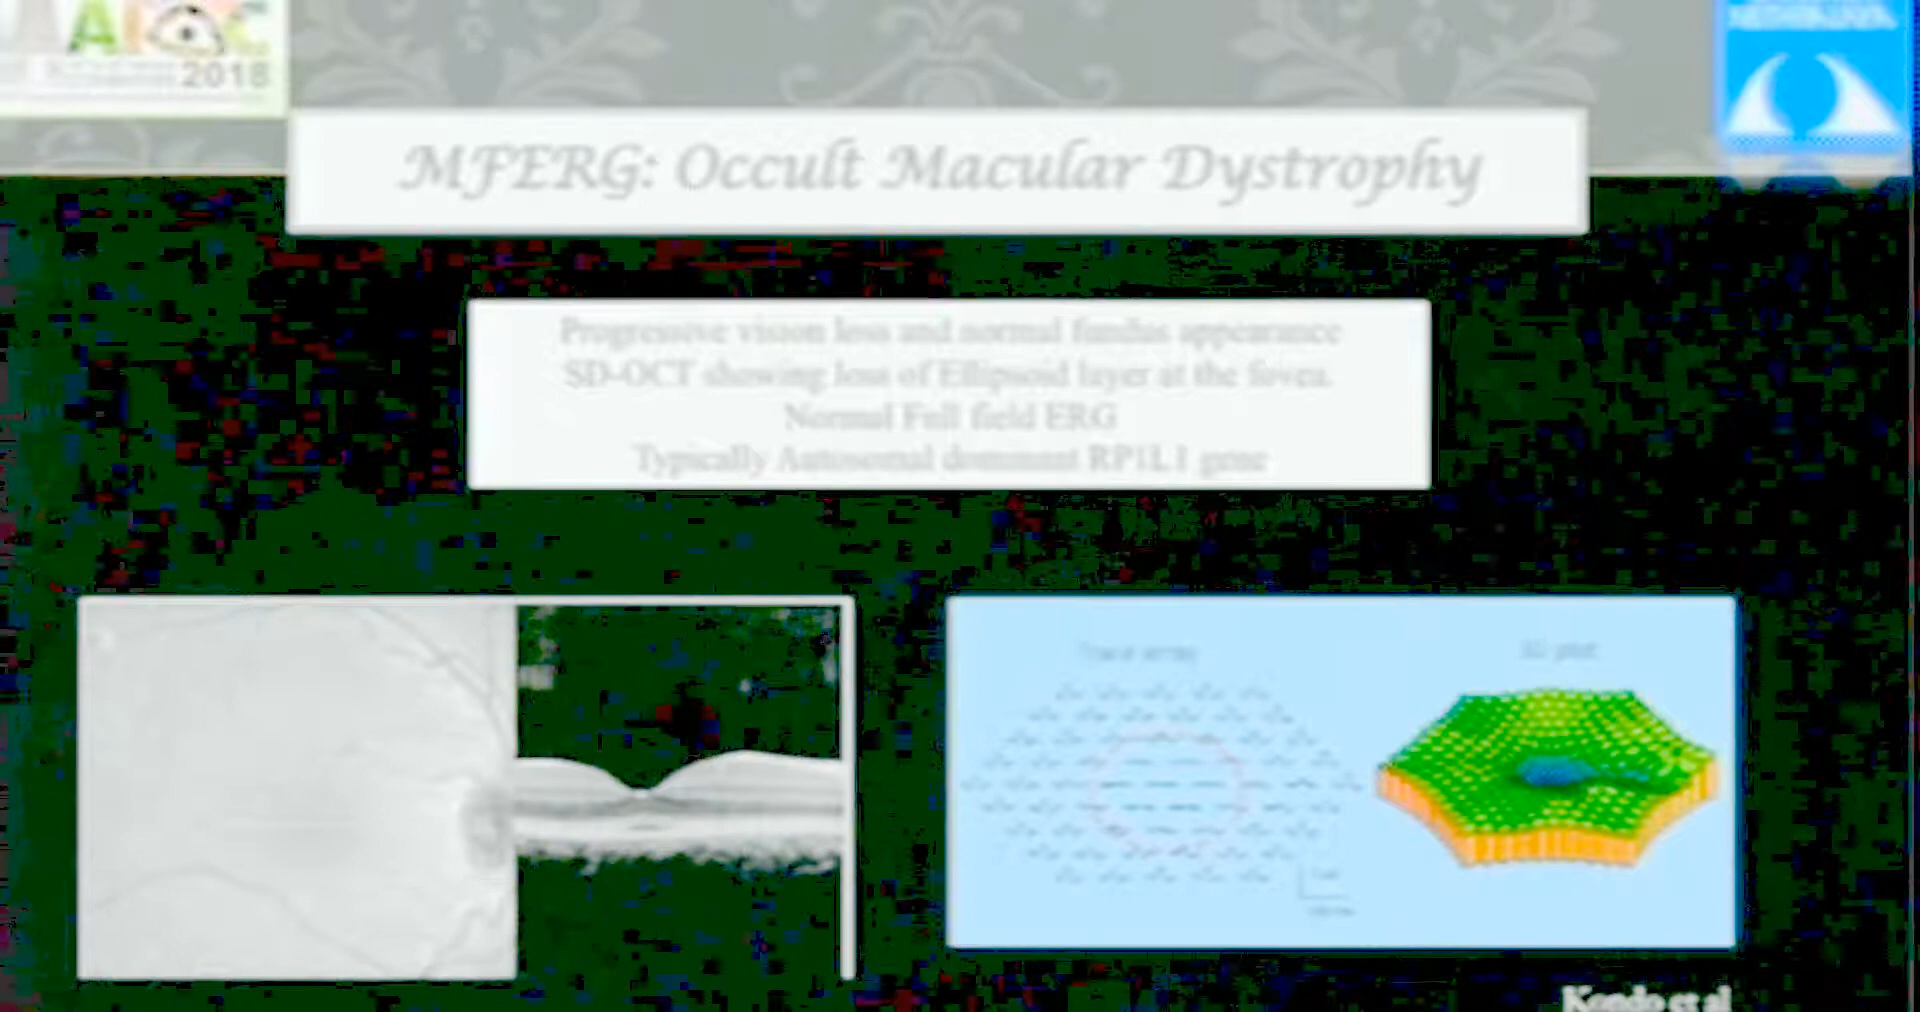 2018
MFERG: Occult Macular Dystrophy
Progressive vision loss and normal fundus appearance
SD-OCT showing loss of Ellipsoid layer at the fovea.
Normal Full field ERG
Typically Autosomal dominant RP1L1 gene
Trace array
3D plot
Kondo et al